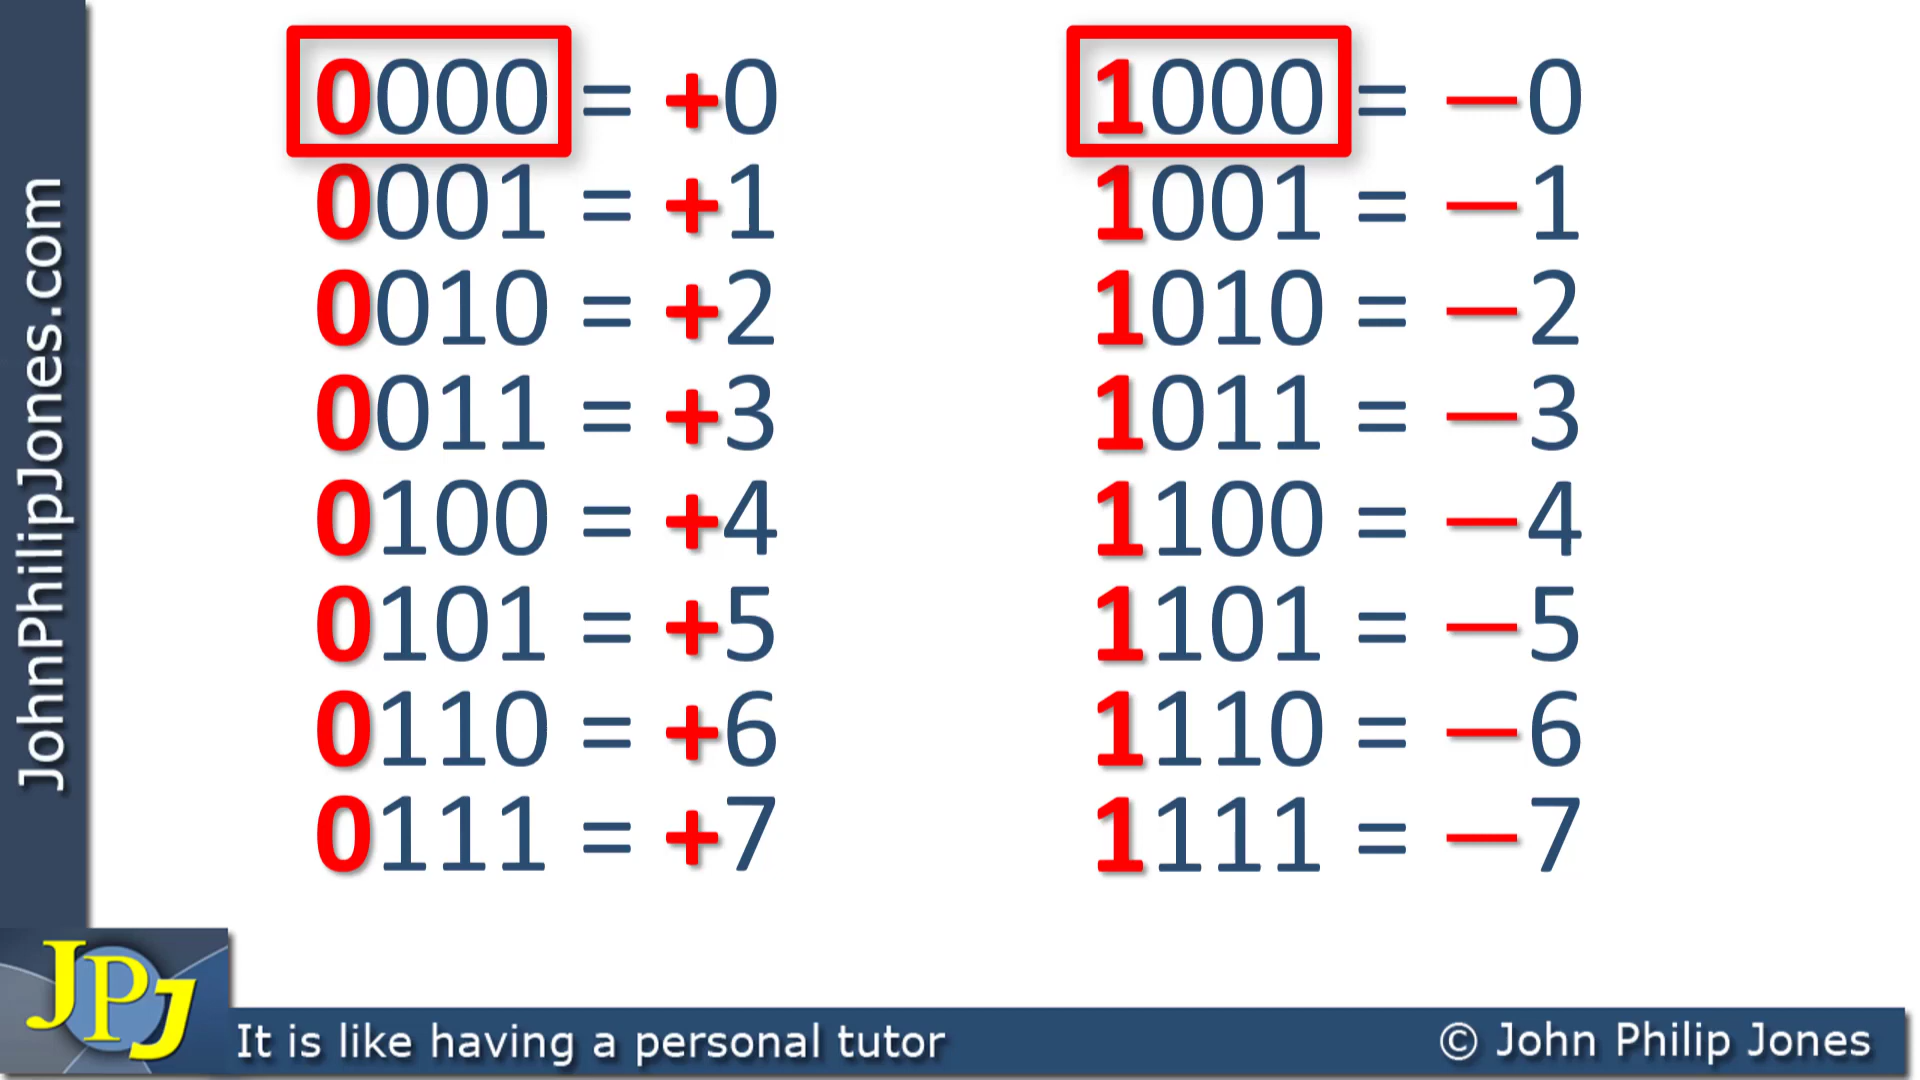 JohnPhilipJones.com
0000 = +0
0001 = +1
0010 = +2
0011 = +3
0100 = +4
0101 = +5
0110 = +6
0111 = +7
1000 = —0
1001 = —1
1010 = —2
1011 = —3
1100 = —4
1101 = —5
1110 = —6
1111 = —7
JPJ
It is like having a personal tutor
© John Philip Jones